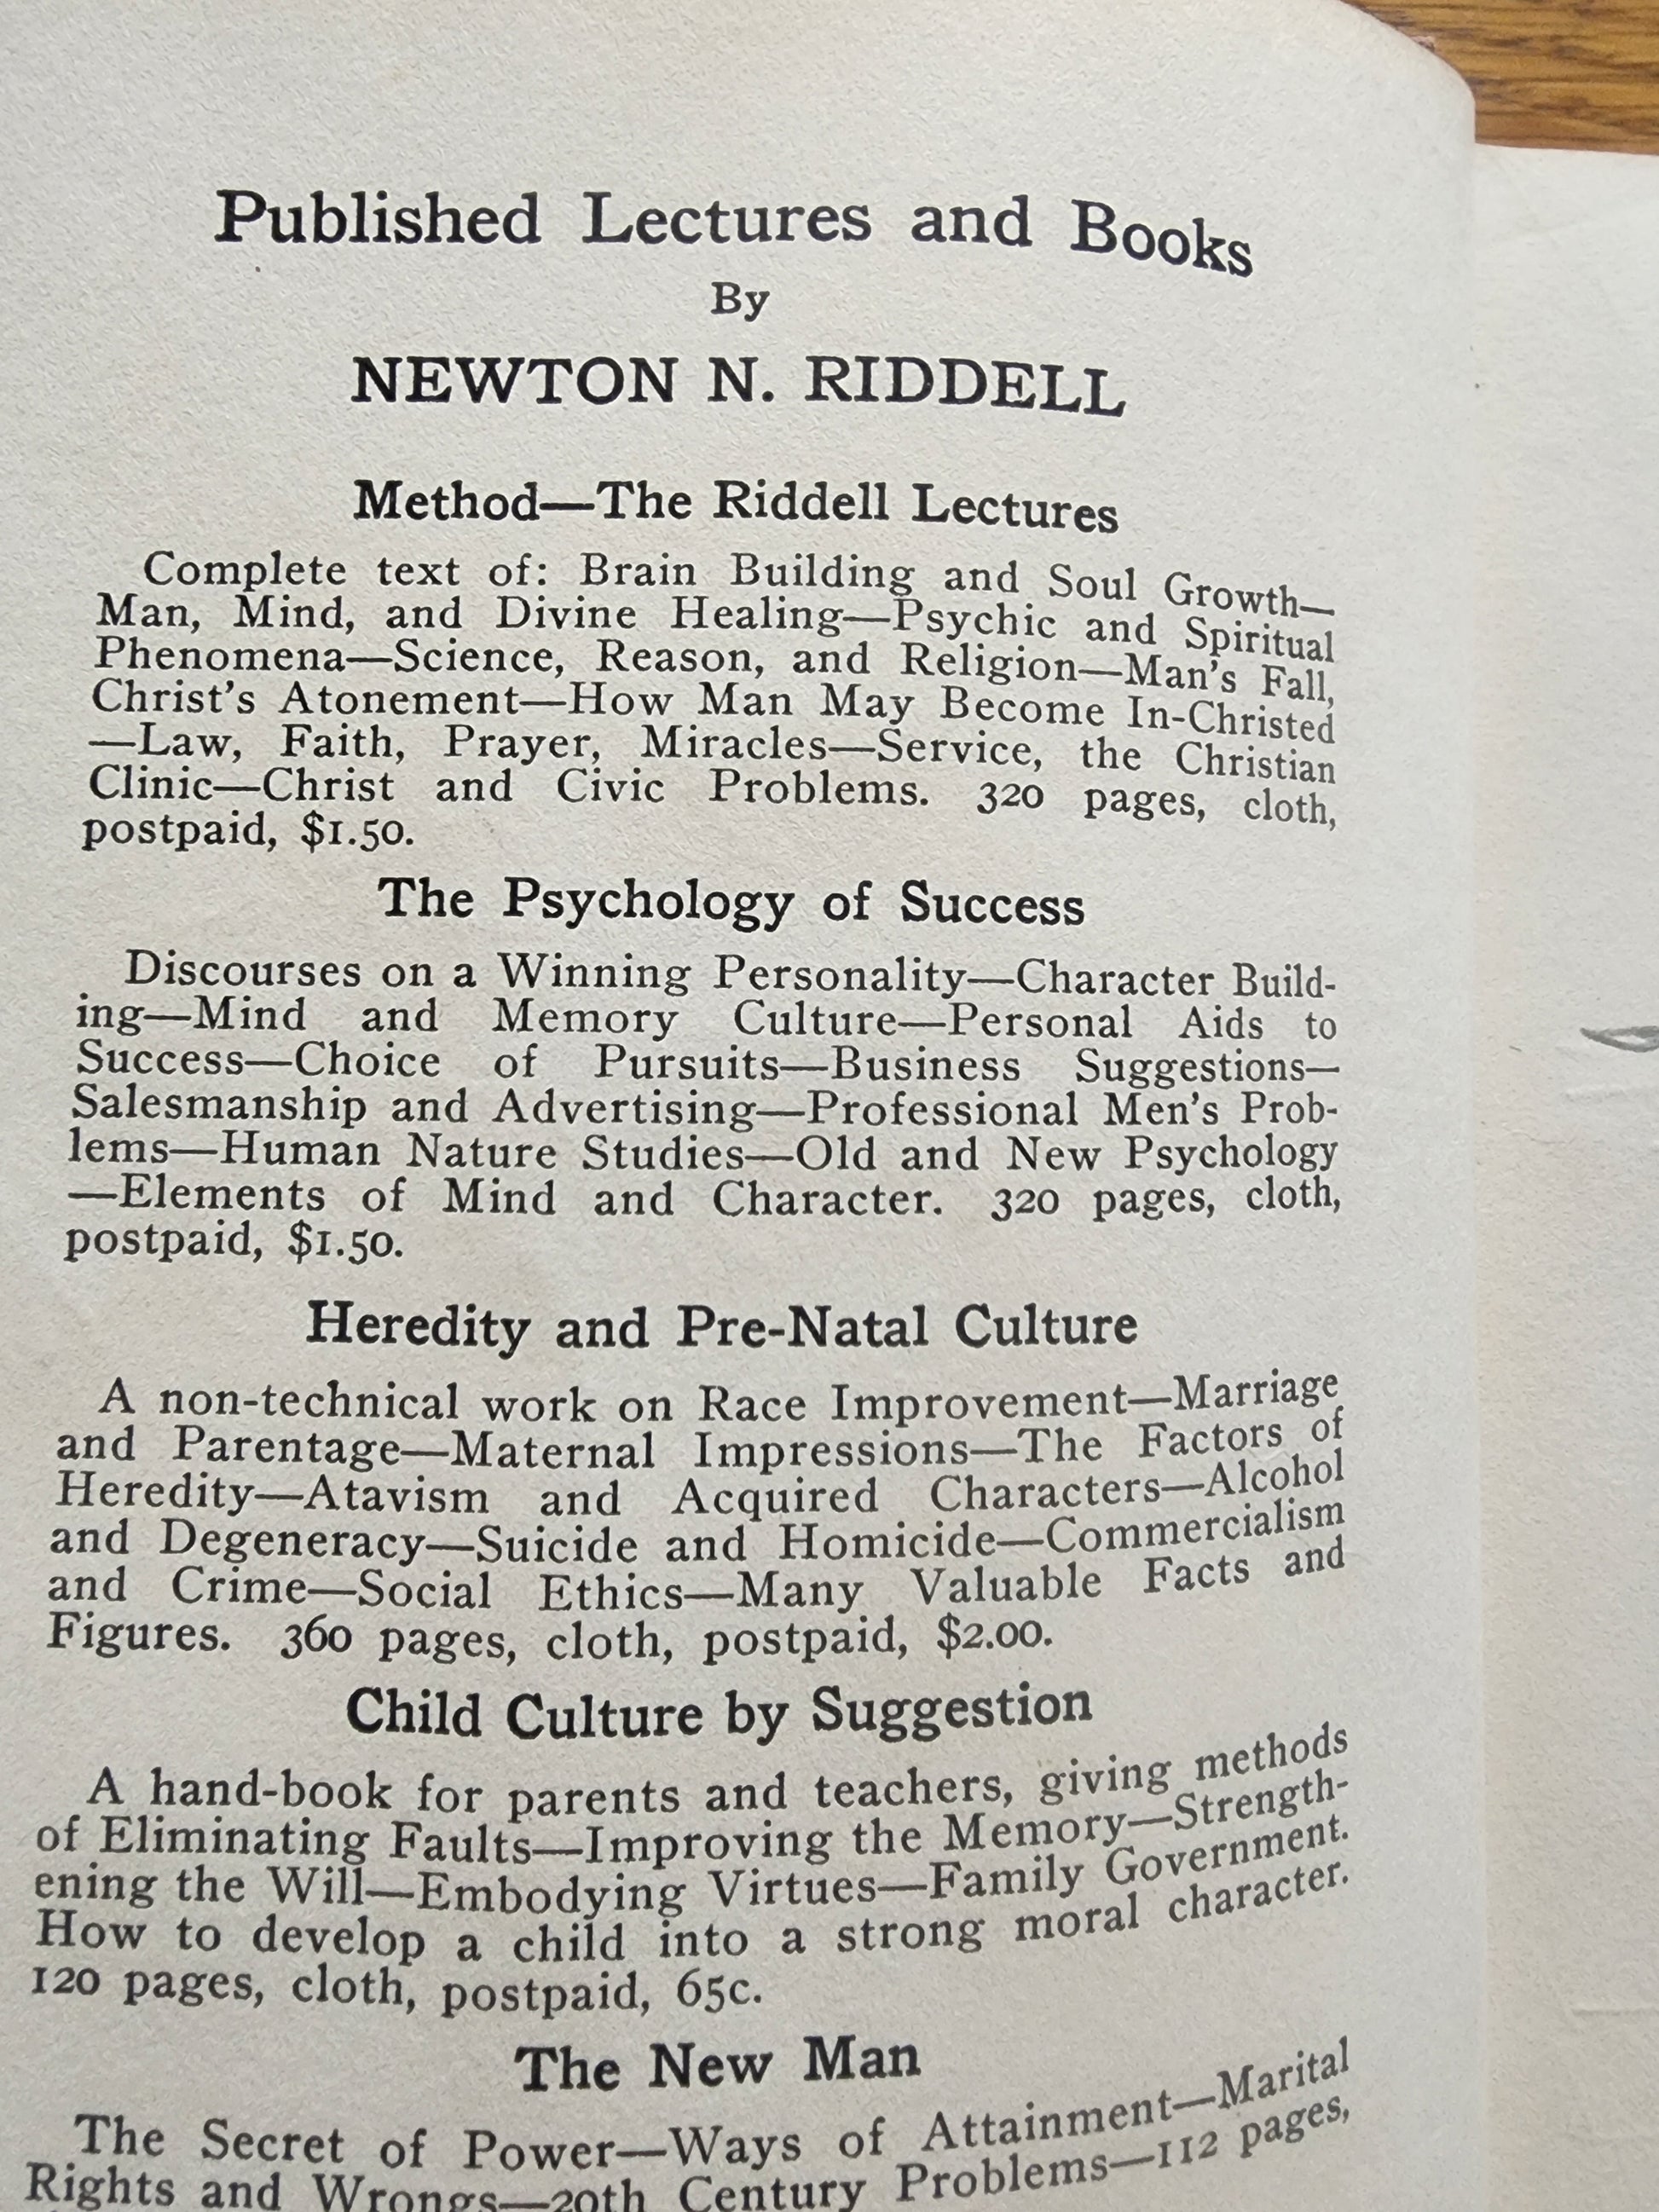 Published Lectures and Books
By
NEWTON N. RIDDELL
Method—The Riddell Lectures
Complete text of: Brain Building and Soul Growth—
Man, Mind, and Divine Healing—Psychic and Spiritual
Phenomena—Science, Reason, and Religion—Man's Fall,
Christ's Atonement—How Man May Become In-Christed
—Law, Faith, Prayer, Miracles—Service, the Christian
Clinic—Christ and Civic Problems. 320 pages, cloth,
postpaid, $1.50.
The Psychology of Success
Discourses on a Winning Personality—Character Build-
ing—Mind and Memory Culture—Personal Aids to
Success—Choice of Pursuits—Business Suggestions—
Salesmanship and Advertising—Professional Men's Prob-
lems—Human Nature Studies—Old and New Psychology
—Elements of Mind and Character. 320 pages, cloth,
postpaid, $1.50.
Heredity and Pre-Natal Culture
A non-technical work on Race Improvement—Marriage
and Parentage—Maternal Impressions—The Factors of
Heredity—Atavism and Acquired Characters—Alcohol
and Degeneracy—Suicide and Homicide—Commercialism
and Crime—Social Ethics—Many Valuable Facts and
Figures. 360 pages, cloth, postpaid, $2.00.
Child Culture by Suggestion
A hand-book for parents and teachers, giving methods
of Eliminating Faults—Improving the Memory—Strength-
ening the Will—Embodying Virtues—Family Government.
How to develop a child into a strong moral character.
120 pages, cloth, postpaid, 65c.
The New Man
The Secret of Power—Ways of Attainment—Marital
Rights and Wrongs—20th Century Problems—112 pages,